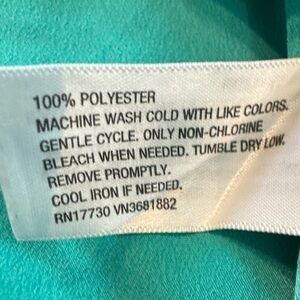 100% POLYESTER
MACHINE WASH COLD WITH LIKE COLORS.
GENTLE CYCLE. ONLY NON-CHLORINE
BLEACH WHEN NEEDED. TUMBLE DRY LOW.
REMOVE PROMPTLY.
COOL IRON IF NEEDED.
RN17730 VN3681882